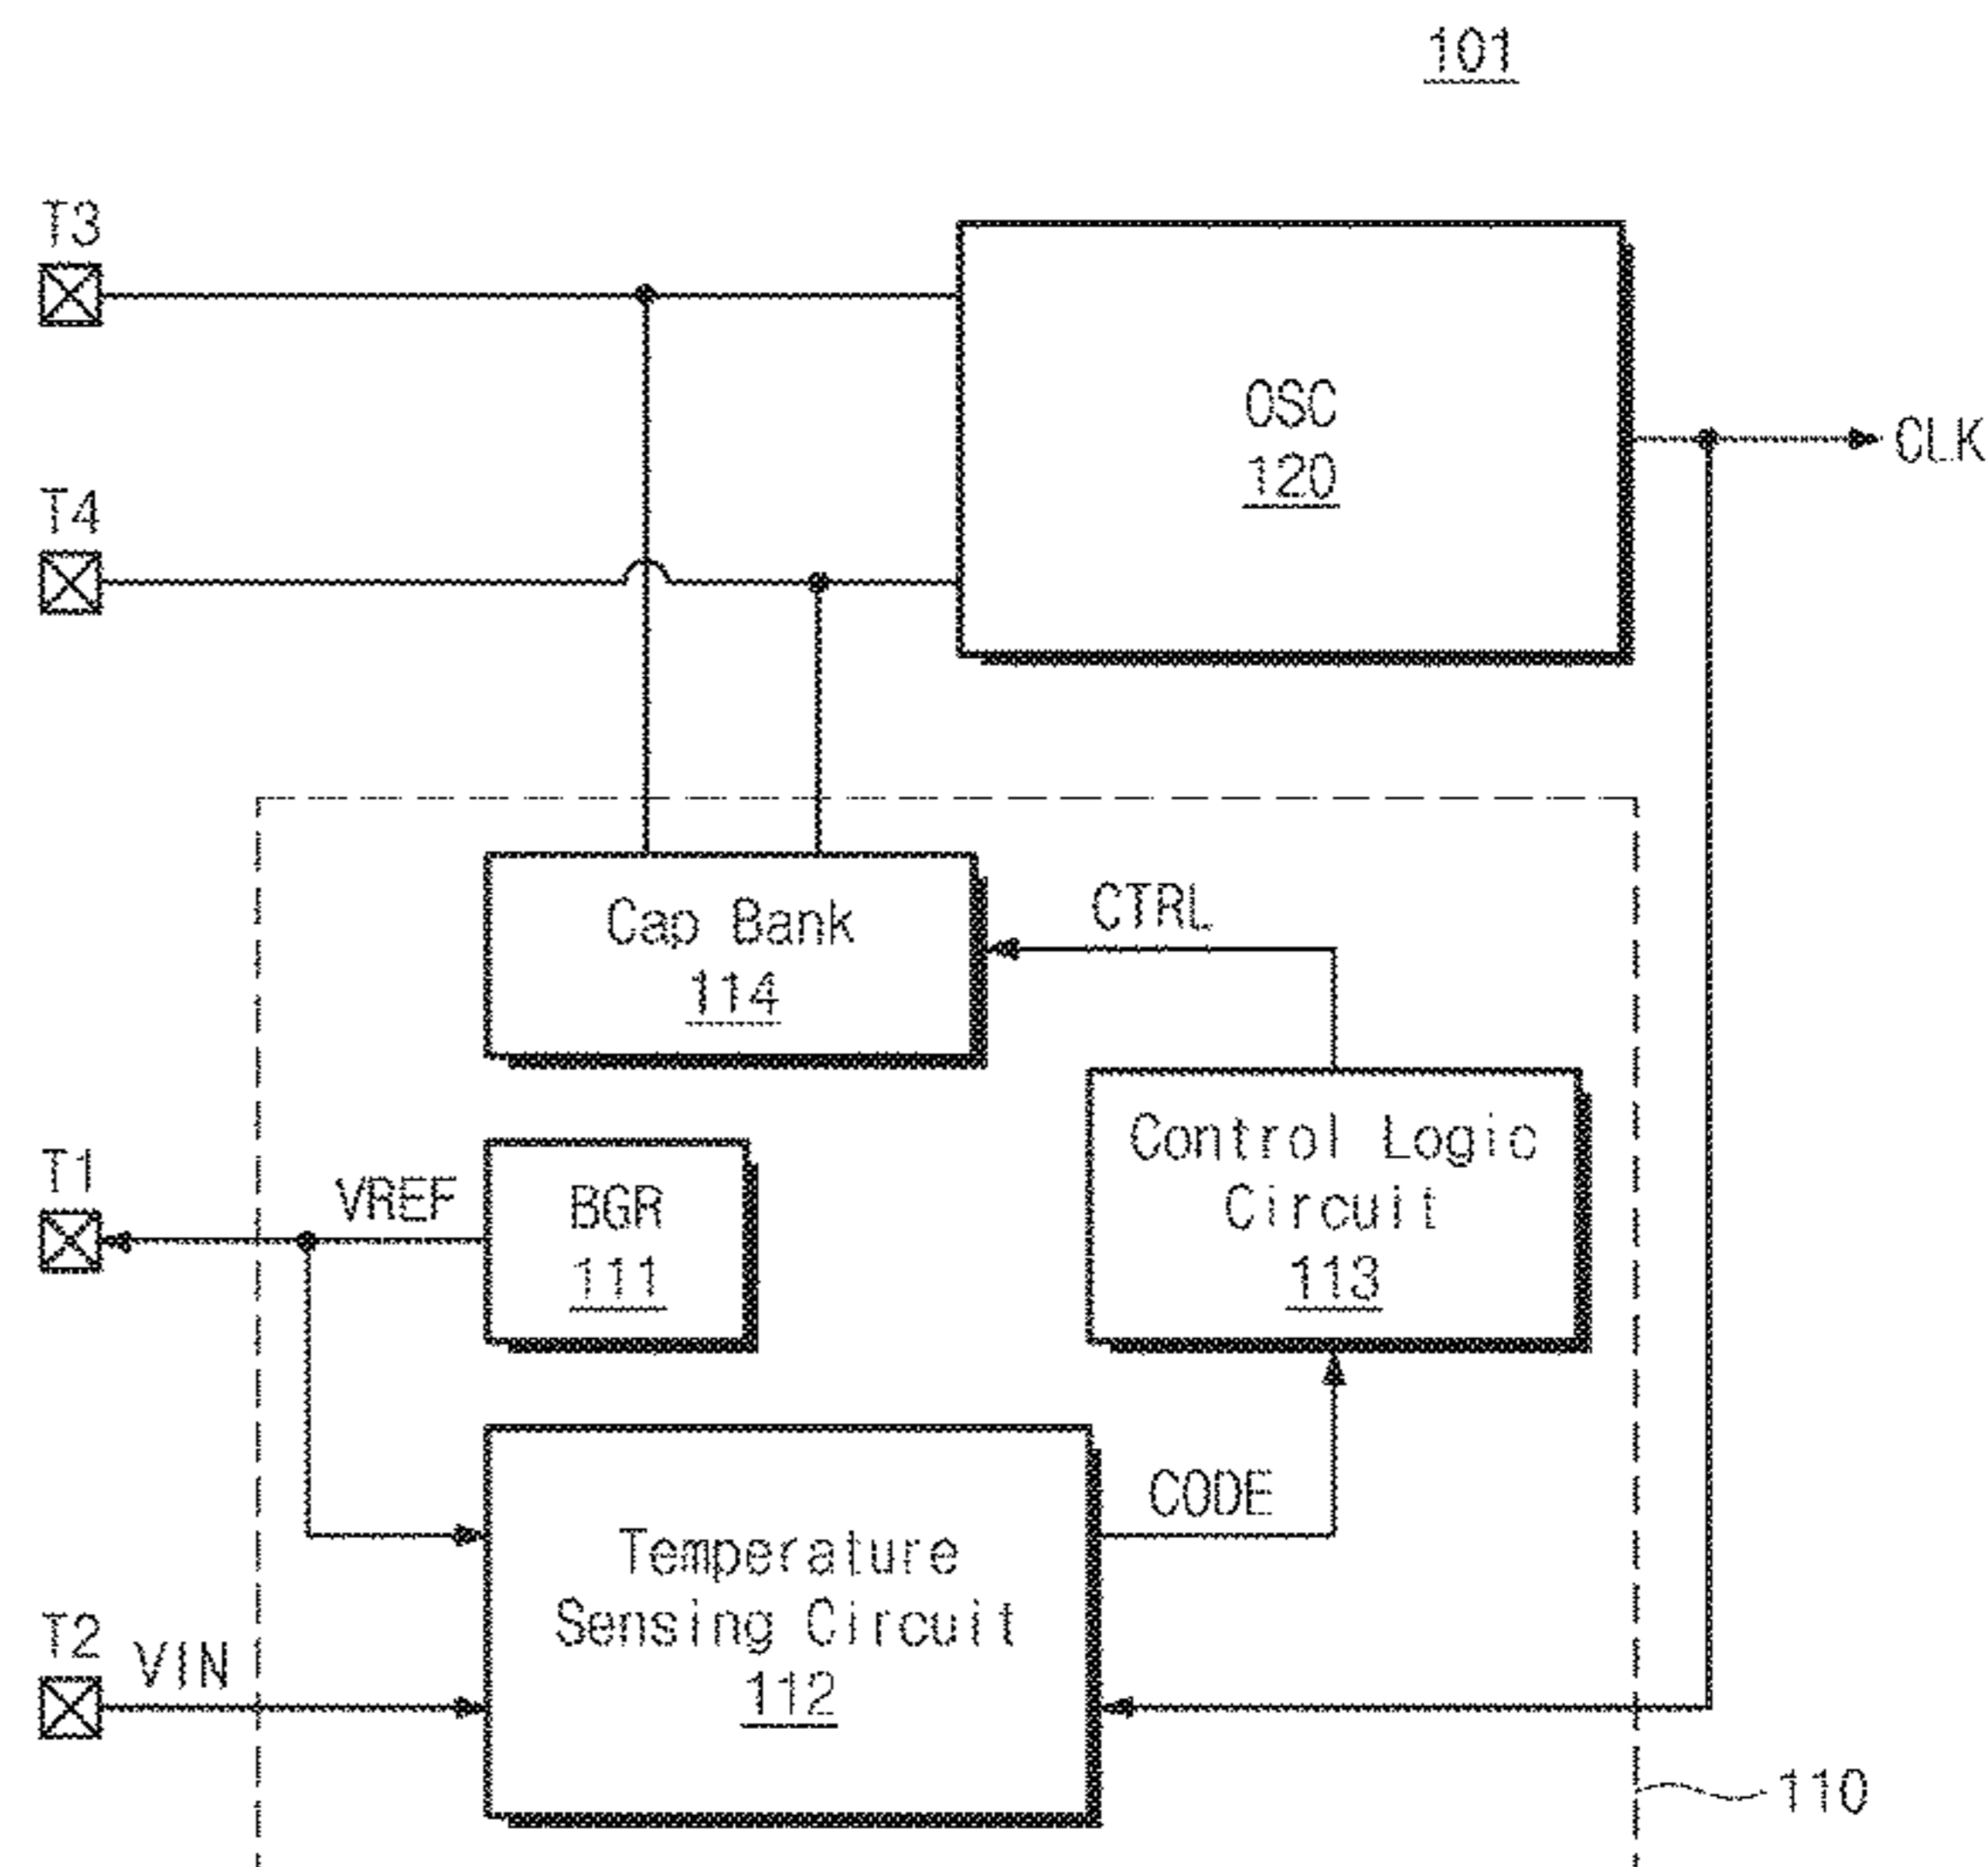 101
T3
OSC
120
CLK
T4
Cap Bank
114
CTRL
Control Logic
Circuit
113
T1
VREF
BGR
111
CODE
Temperature
Sensing Circuit
112
T2
VIN
110